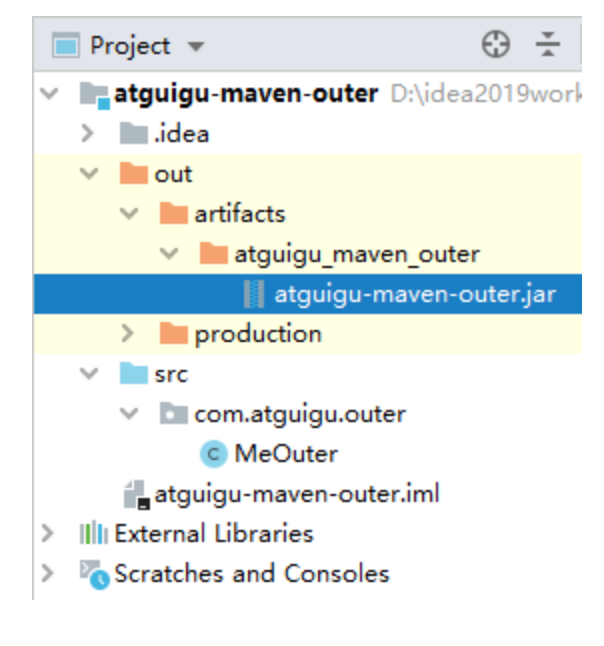 Project
atguigu-maven-outer D:\idea2019work
.idea
out
artifacts
atguigu_maven_outer
atguigu-maven-outer.jar
production
src
com.atguigu.outer
C MeOuter
atguigu-maven-outer.iml
External Libraries
Scratches and Consoles